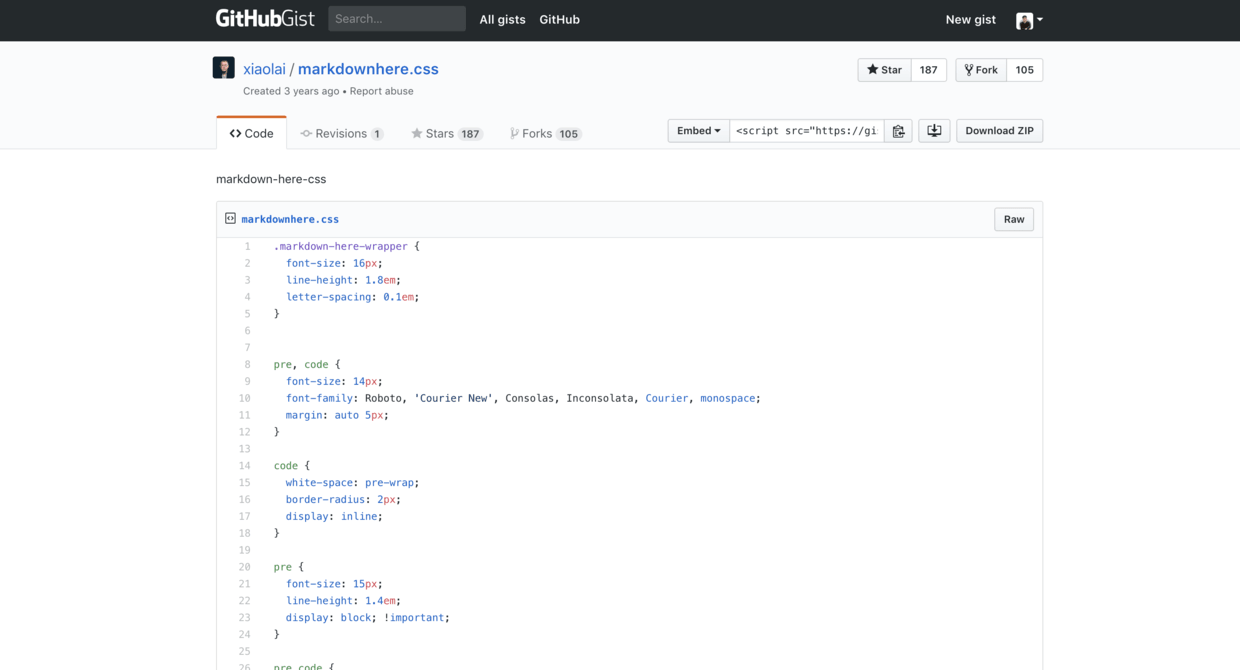 GitHubGist Search... All gists GitHub New gist
xiaolai / markdownhere.css Star 187 Fork 105
Created 3 years ago • Report abuse
<> Code Revisions 1 Stars 187 Forks 105 Embed <script src="https://gi Download ZIP
markdown-here-css
markdownhere.css Raw
1 .markdown-here-wrapper {
2 font-size: 16px;
3 line-height: 1.8em;
4 letter-spacing: 0.1em;
5 }
6
7
8 pre, code {
9 font-size: 14px;
10 font-family: Roboto, 'Courier New', Consolas, Inconsolata, Courier, monospace;
11 margin: auto 5px;
12 }
13
14 code {
15 white-space: pre-wrap;
16 border-radius: 2px;
17 display: inline;
18 }
19
20 pre {
21 font-size: 15px;
22 line-height: 1.4em;
23 display: block; !important;
24 }
25
26 pre code {